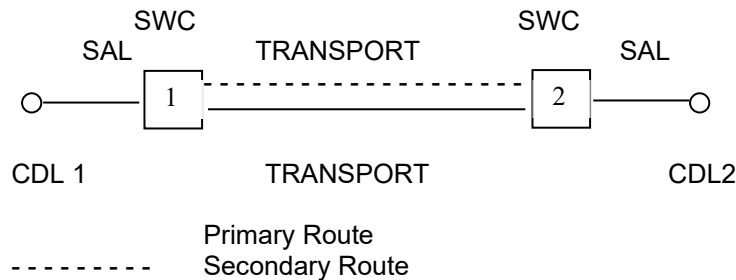 SWC SWC
SAL TRANSPORT SAL
1 2
CDL 1 TRANSPORT CDL2
Primary Route
Secondary Route